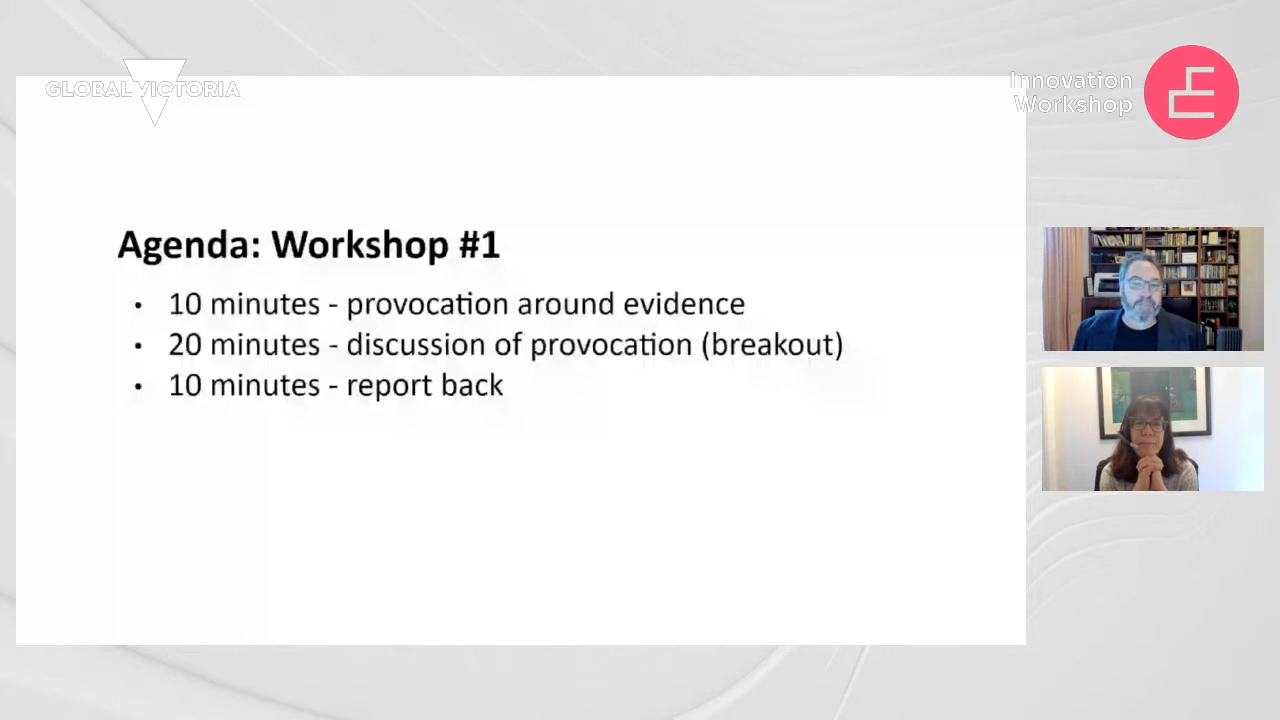 GLOBAL VICTORIA
Innovation
Workshop
Agenda: Workshop #1
• 10 minutes - provocation around evidence
• 20 minutes - discussion of provocation (breakout)
• 10 minutes - report back